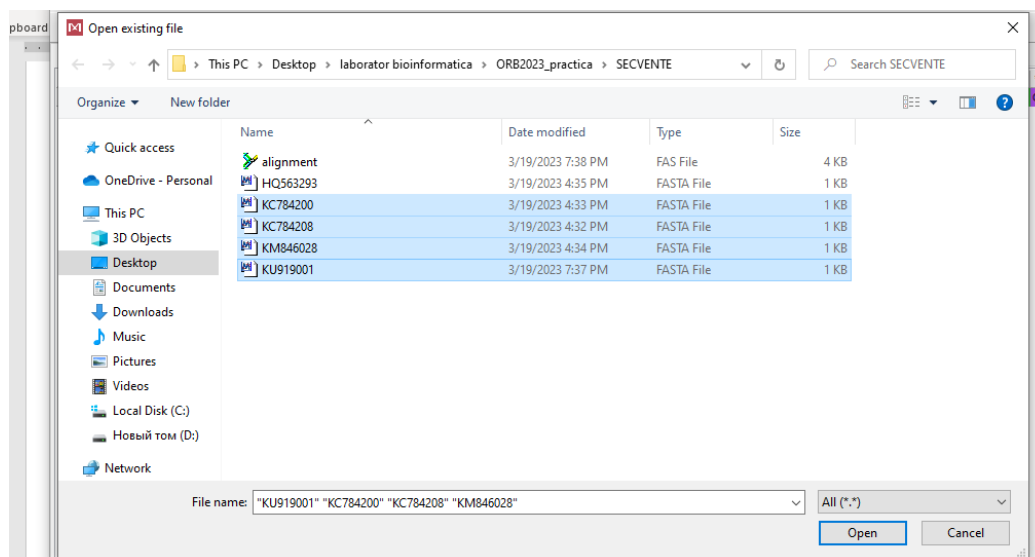 pboard
Open existing file
This PC > Desktop > laborator bioinformatica > ORB2023_practica > SECVENTE
Search SECVENTE
Organize New folder
Name Date modified Type Size
Quick access
OneDrive - Personal
This PC
3D Objects
Desktop
Documents
Downloads
Music
Pictures
Videos
Local Disk (C:)
Новый том (D:)
Network
alignment 3/19/2023 7:38 PM FAS File 4 KB
HQ563293 3/19/2023 4:35 PM FASTA File 1 KB
KC784200 3/19/2023 4:33 PM FASTA File 1 KB
KC784208 3/19/2023 4:32 PM FASTA File 1 KB
KM846028 3/19/2023 4:34 PM FASTA File 1 KB
KU919001 3/19/2023 7:37 PM FASTA File 1 KB
File name: "KU919001" "KC784200" "KC784208" "KM846028" All (*.*)
Open Cancel